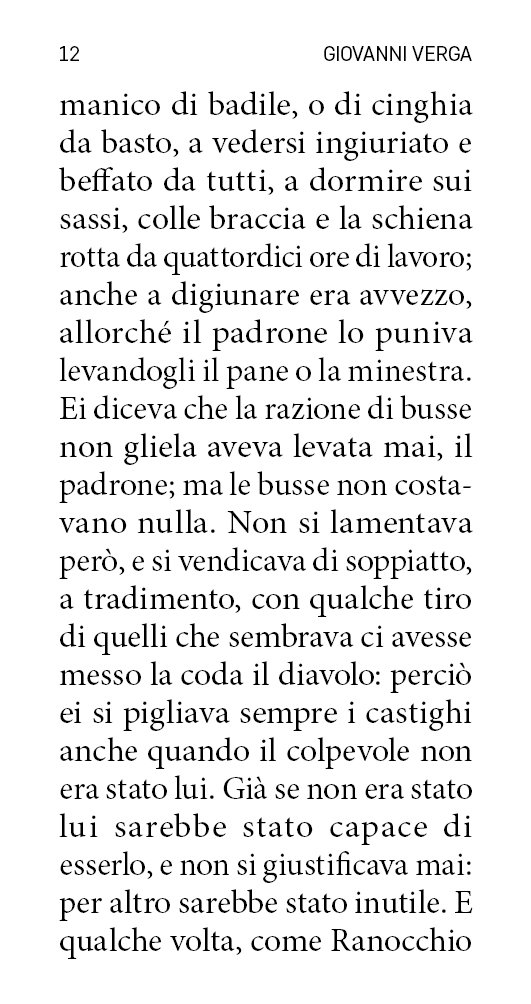 12 GIOVANNI VERGA
manico di badile, o di cinghia
da basto, a vedersi ingiuriato e
beffato da tutti, a dormire sui
sassi, colle braccia e la schiena
rotta da quattordici ore di lavoro;
anche a digiunare era avvezzo,
allorché il padrone lo puniva
levandogli il pane o la minestra.
Ei diceva che la razione di busse
non gliela aveva levata mai, il
padrone; ma le busse non costa-
vano nulla. Non si lamentava
però, e si vendicava di soppiatto,
a tradimento, con qualche tiro
di quelli che sembrava ci avesse
messo la coda il diavolo: perciò
ei si pigliava sempre i castighi
anche quando il colpevole non
era stato lui. Già se non era stato
lui sarebbe stato capace di
esserlo, e non si giustificava mai:
per altro sarebbe stato inutile. E
qualche volta, come Ranocchio